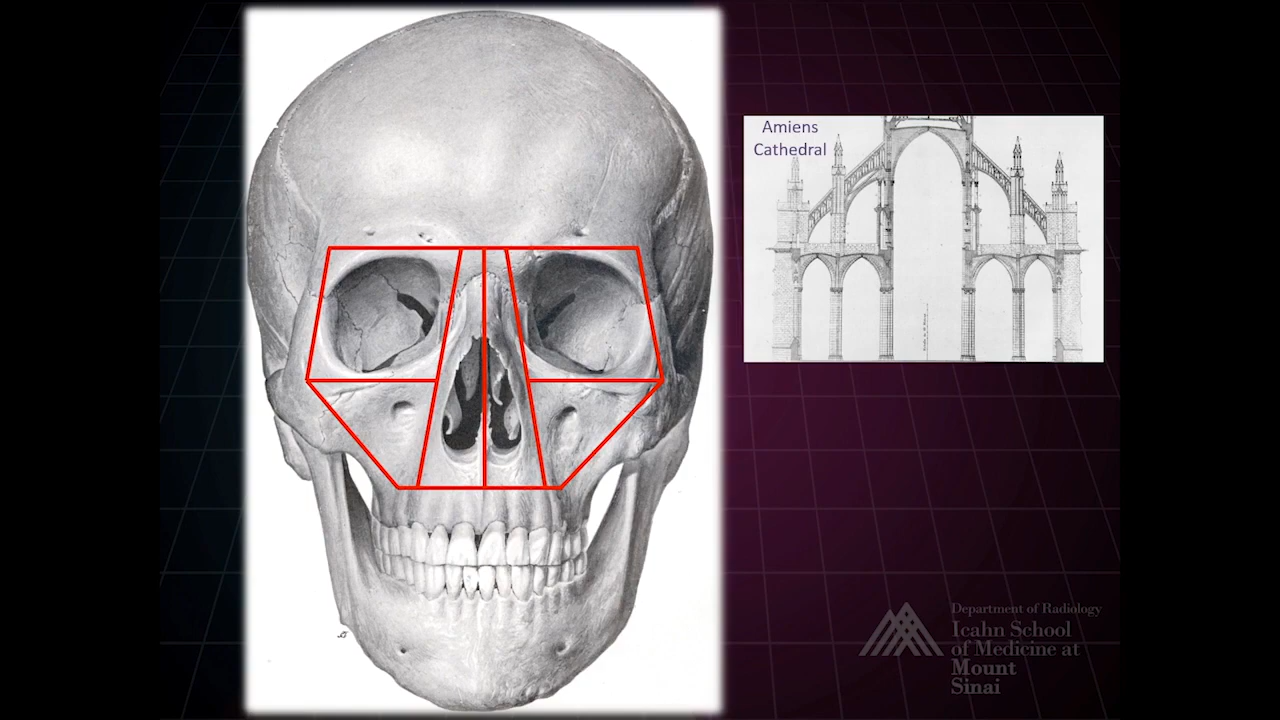 Amiens
Cathedral
Department of Radiology
Icahn School
of Medicine at
Mount
Sinai